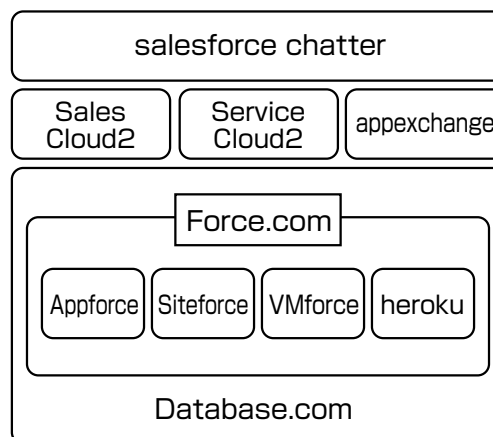 salesforce chatter
Sales
Cloud2
Service
Cloud2
appexchange
Force.com
Appforce
Siteforce
VMforce
heroku
Database.com